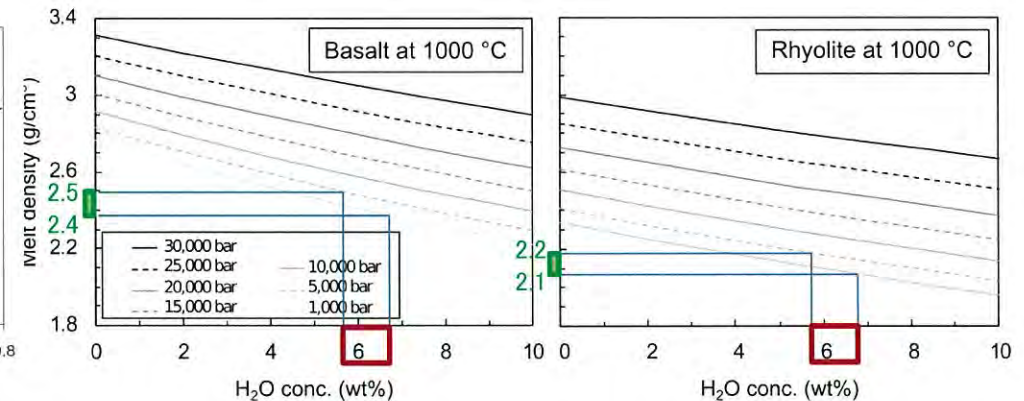 3.4
3
2.6
2.5
2.4
2.2
1.8
Melt density (g/cm³)
Basalt at 1000 °C
30,000 bar
25,000 bar
20,000 bar
15,000 bar
10,000 bar
5,000 bar
1,000 bar
0 2 4 6 8 10
H₂O conc. (wt%)
Rhyolite at 1000 °C
2.2
2.1
0 2 4 6 8 10
H₂O conc. (wt%)